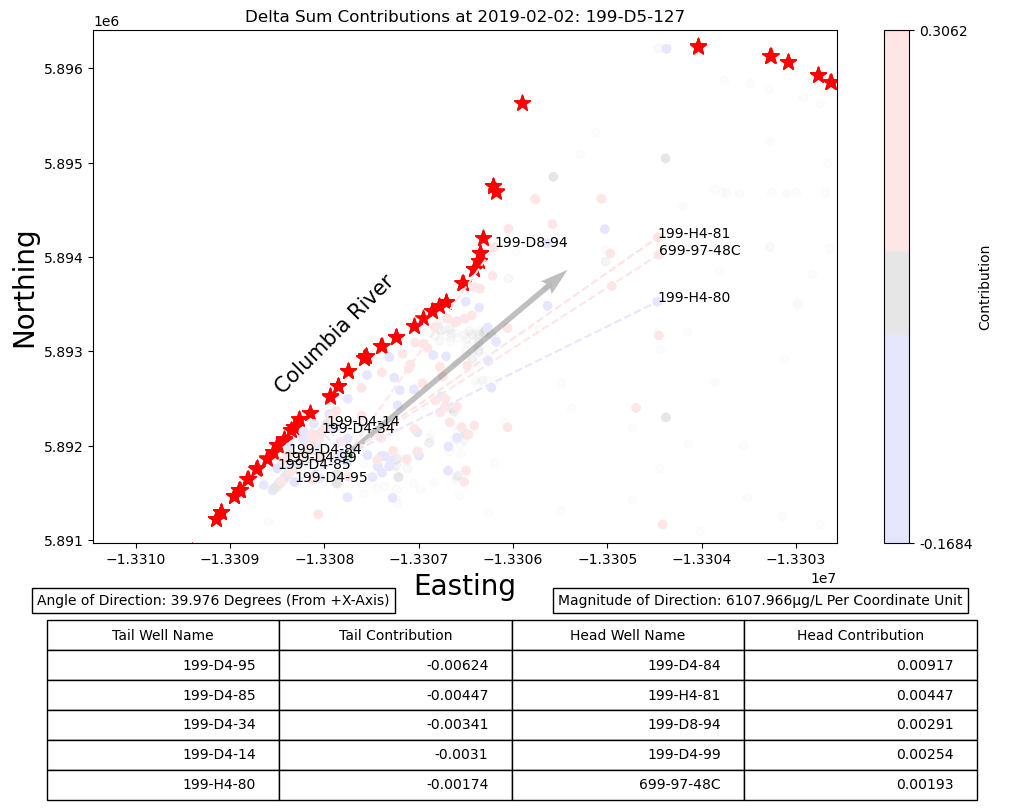 Delta Sum Contributions at 2019-02-02: 199-D5-127
1e6
0.3062
5.896
5.895
5.894
5.893
5.892
5.891
Northing
Columbia River
199-H4-81
199-D8-94
699-97-48C
199-H4-80
199-D4-14
199-D4-34
199-D4-84
199-D4-99
199-D4-85
199-D4-95
Contribution
-0.1684
−1.3310 −1.3309 −1.3308 −1.3307 −1.3306 −1.3305 −1.3304 −1.3303
1e7
Easting
Angle of Direction: 39.976 Degrees (From +X-Axis) Magnitude of Direction: 6107.966μg/L Per Coordinate Unit
Tail Well Name Tail Contribution Head Well Name Head Contribution
199-D4-95 -0.00624 199-D4-84 0.00917
199-D4-85 -0.00447 199-H4-81 0.00447
199-D4-34 -0.00341 199-D8-94 0.00291
199-D4-14 -0.0031 199-D4-99 0.00254
199-H4-80 -0.00174 699-97-48C 0.00193